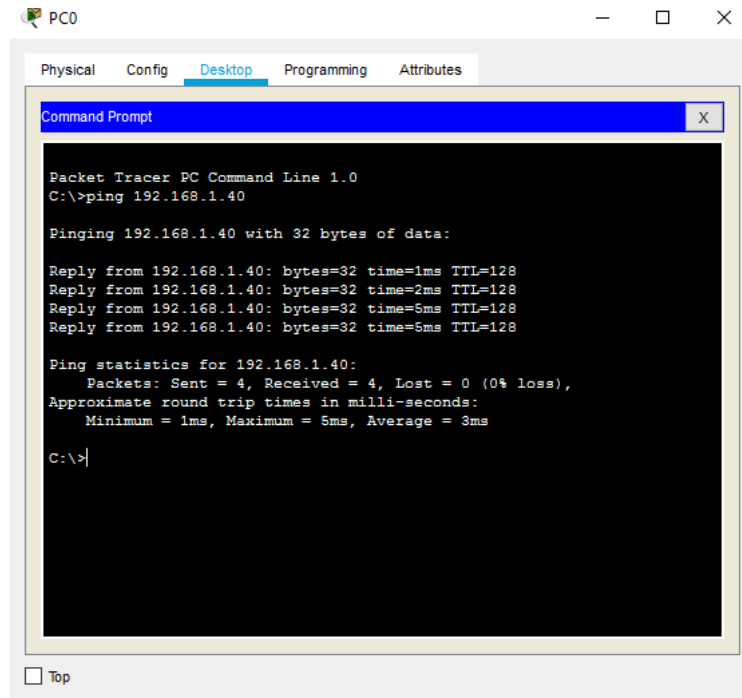 PC0
Physical Config Desktop Programming Attributes
Command Prompt
X
Packet Tracer PC Command Line 1.0
C:\>ping 192.168.1.40
Pinging 192.168.1.40 with 32 bytes of data:
Reply from 192.168.1.40: bytes=32 time=1ms TTL=128
Reply from 192.168.1.40: bytes=32 time=2ms TTL=128
Reply from 192.168.1.40: bytes=32 time=5ms TTL=128
Reply from 192.168.1.40: bytes=32 time=5ms TTL=128
Ping statistics for 192.168.1.40:
Packets: Sent = 4, Received = 4, Lost = 0 (0% loss),
Approximate round trip times in milli-seconds:
Minimum = 1ms, Maximum = 5ms, Average = 3ms
C:\>
Top